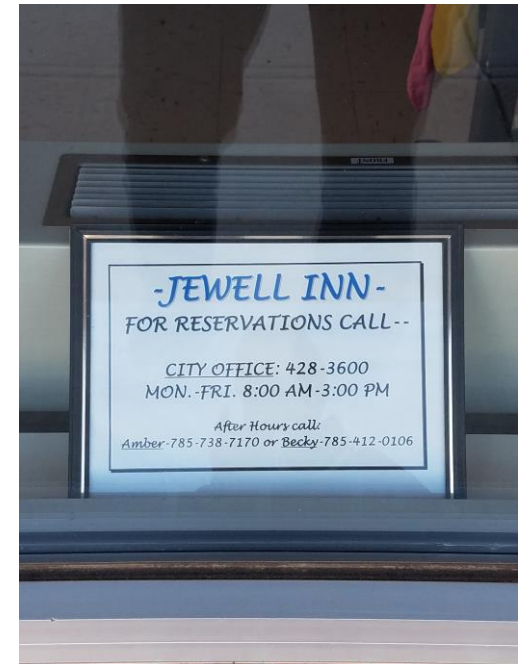 -JEWELL INN-
FOR RESERVATIONS CALL--
CITY OFFICE: 428-3600
MON.-FRI. 8:00 AM-3:00 PM
After Hours call:
Amber-785-738-7170 or Becky-785-412-0106